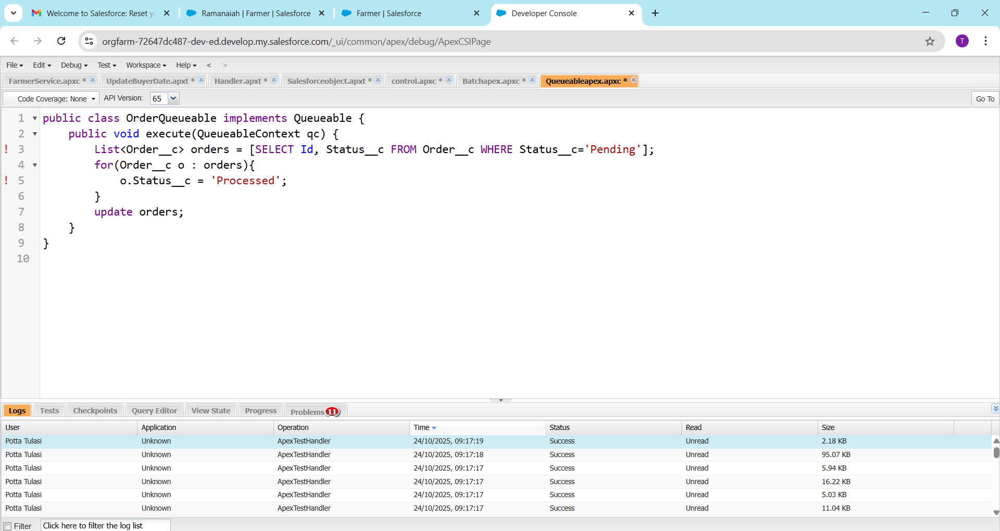 Welcome to Salesforce: Reset yo
Ramanaiah | Farmer | Salesforce
Farmer | Salesforce
Developer Console
orgfarm-72647dc487-dev-ed.develop.my.salesforce.com/_ui/common/apex/debug/ApexCSIPage
T
File Edit Debug Test Workspace Help < >
FarmerService.apxc * UpdateBuyerDate.apxt * Handler.apxt * Salesforceobject.apxt * control.apxc * Batchapex.apxc * Queueableapex.apxc *
Code Coverage: None API Version: 65 Go To
1 public class OrderQueueable implements Queueable {
2 public void execute(QueueableContext qc) {
! 3 List<Order__c> orders = [SELECT Id, Status__c FROM Order__c WHERE Status__c='Pending'];
4 for(Order__c o : orders){
! 5 o.Status__c = 'Processed';
6 }
7 update orders;
8 }
9 }
10
Logs Tests Checkpoints Query Editor View State Progress Problems 11
User Application Operation Time Status Read Size
Potta Tulasi Unknown ApexTestHandler 24/10/2025, 09:17:19 Success Unread 2.18 KB
Potta Tulasi Unknown ApexTestHandler 24/10/2025, 09:17:18 Success Unread 95.07 KB
Potta Tulasi Unknown ApexTestHandler 24/10/2025, 09:17:17 Success Unread 5.94 KB
Potta Tulasi Unknown ApexTestHandler 24/10/2025, 09:17:17 Success Unread 16.22 KB
Potta Tulasi Unknown ApexTestHandler 24/10/2025, 09:17:17 Success Unread 5.03 KB
Potta Tulasi Unknown ApexTestHandler 24/10/2025, 09:17:17 Success Unread 11.04 KB
Filter Click here to filter the log list